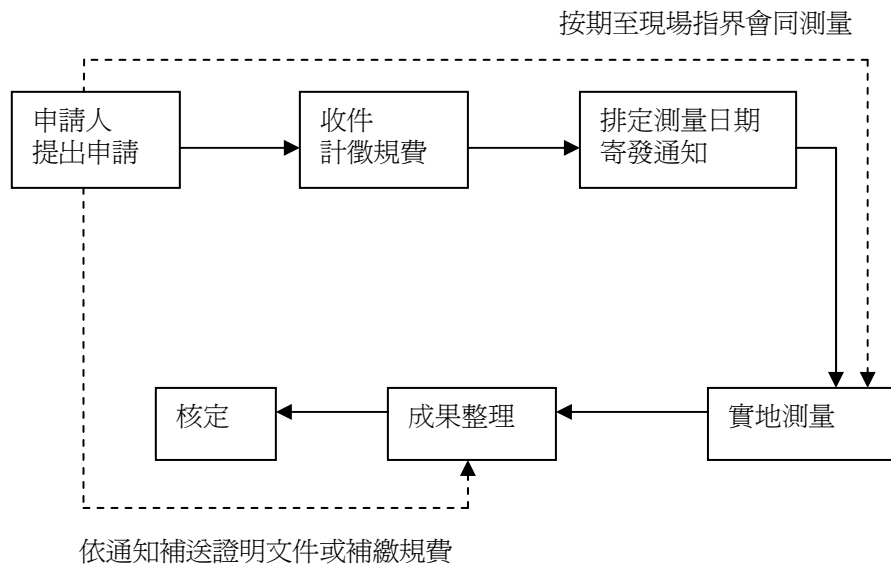 按期至現場指界會同測量
申請人
提出申請
收件
計徵規費
排定測量日期
寄發通知
核定
成果整理
實地測量
依通知補送證明文件或補繳規費